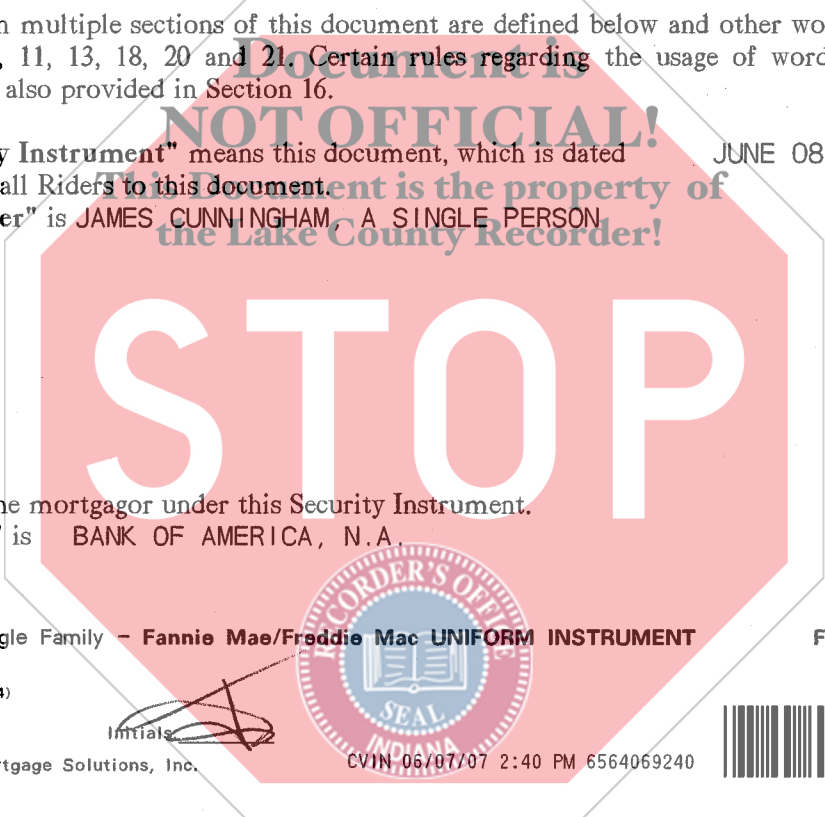 n multiple sections of this document are defined below and other wo
, 11, 13, 18, 20 and 21. Certain rules regarding the usage of word
also provided in Section 16.
Document is
NOT OFFICIAL!
This Document is the property of
the Lake County Recorder!
y Instrument" means this document, which is dated JUNE 08
all Riders to this document.
er" is JAMES CUNNINGHAM, A SINGLE PERSON
STOP
ne mortgagor under this Security Instrument.
" is BANK OF AMERICA, N.A.
RECORDER'S OFFICE
SEAL
INDIANA
gle Family – Fannie Mae/Freddie Mac UNIFORM INSTRUMENT F
4)
Initials
rtgage Solutions, Inc.
CVIN 06/07/07 2:40 PM 6564069240